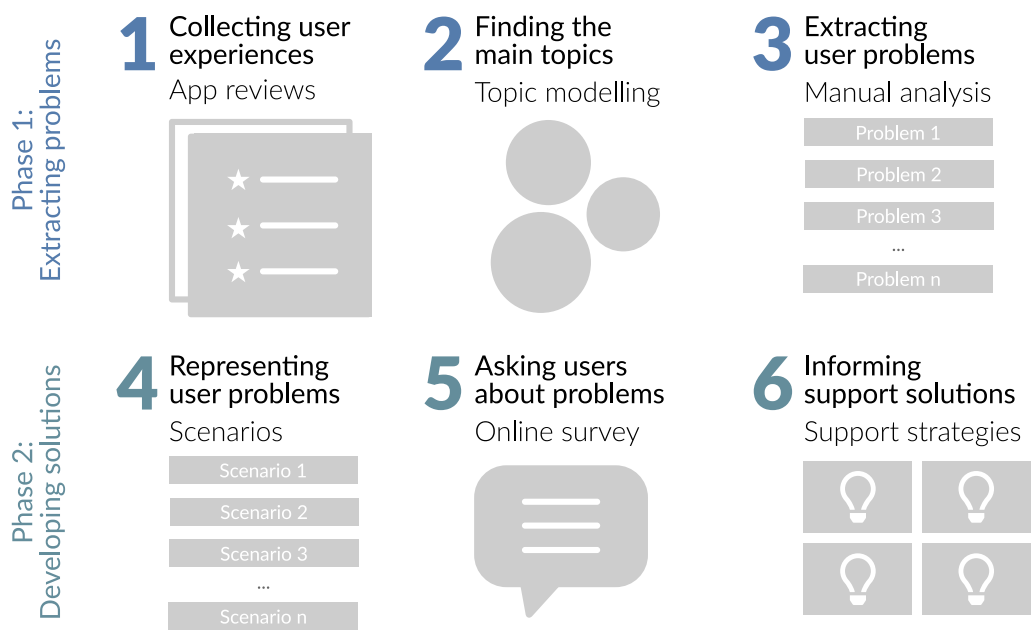 Phase 1:
Extracting problems
1 Collecting user
experiences
App reviews
2 Finding the
main topics
Topic modelling
3 Extracting
user problems
Manual analysis
Problem 1
Problem 2
Problem 3
...
Problem n
Phase 2:
Developing solutions
4 Representing
user problems
Scenarios
Scenario 1
Scenario 2
Scenario 3
...
Scenario n
5 Asking users
about problems
Online survey
6 Informing
support solutions
Support strategies